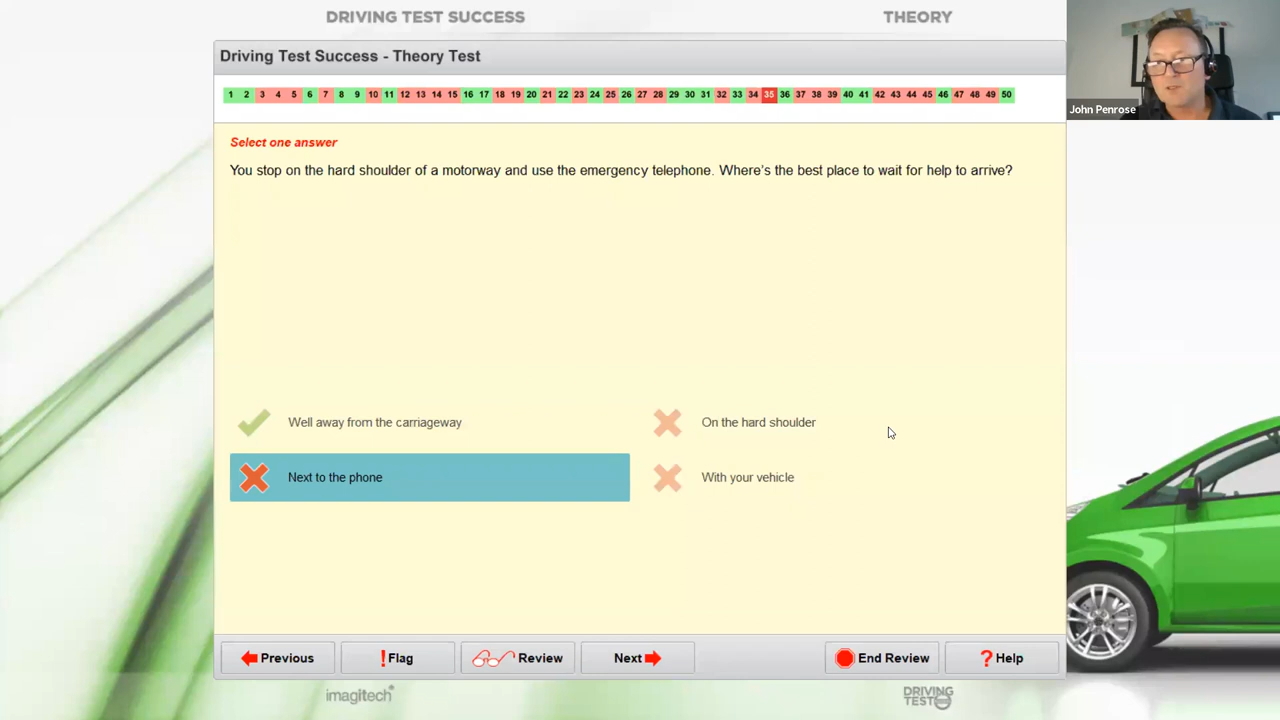 DRIVING TEST SUCCESS THEORY
Driving Test Success - Theory Test
John Penrose
1 2 3 4 5 6 7 8 9 10 11 12 13 14 15 16 17 18 19 20 21 22 23 24 25 26 27 28 29 30 31 32 33 34 35 36 37 38 39 40 41 42 43 44 45 46 47 48 49 50
Select one answer
You stop on the hard shoulder of a motorway and use the emergency telephone. Where's the best place to wait for help to arrive?
Well away from the carriageway
On the hard shoulder
Next to the phone
With your vehicle
Previous
!Flag
Review
Next
End Review
?Help
imagitech
DRIVING
TEST